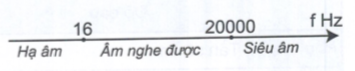 16 20000 f Hz
Hạ âm Âm nghe được Siêu âm